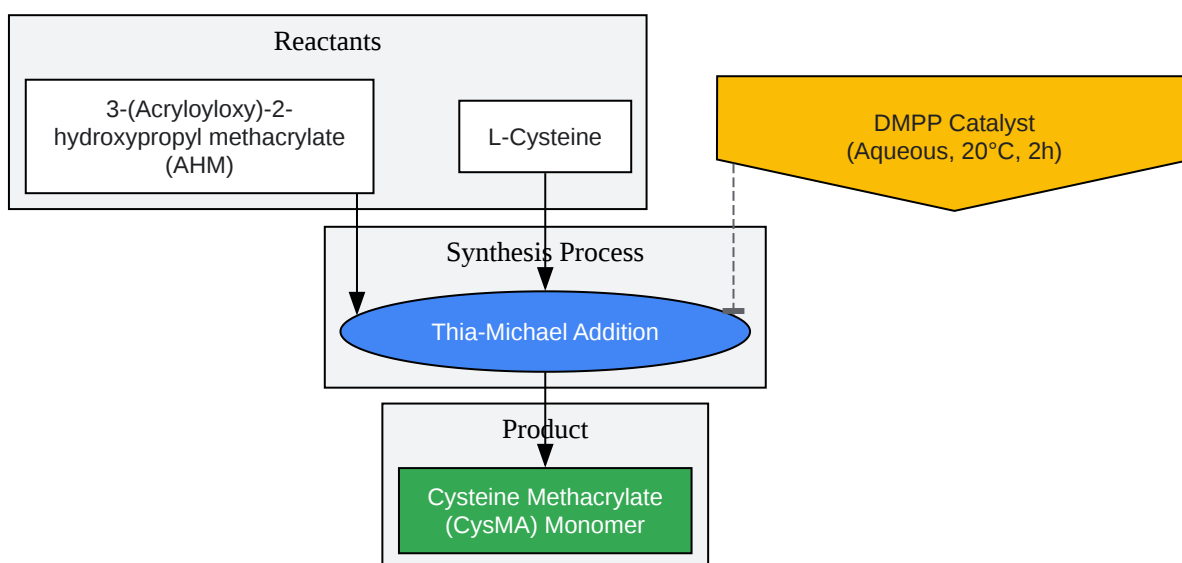 Reactants
3-(Acryloyloxy)-2-
hydroxypropyl methacrylate
(AHM)
L-Cysteine
DMPP Catalyst
(Aqueous, 20°C, 2h)
Synthesis Process
Thia-Michael Addition
Product
Cysteine Methacrylate
(CysMA) Monomer